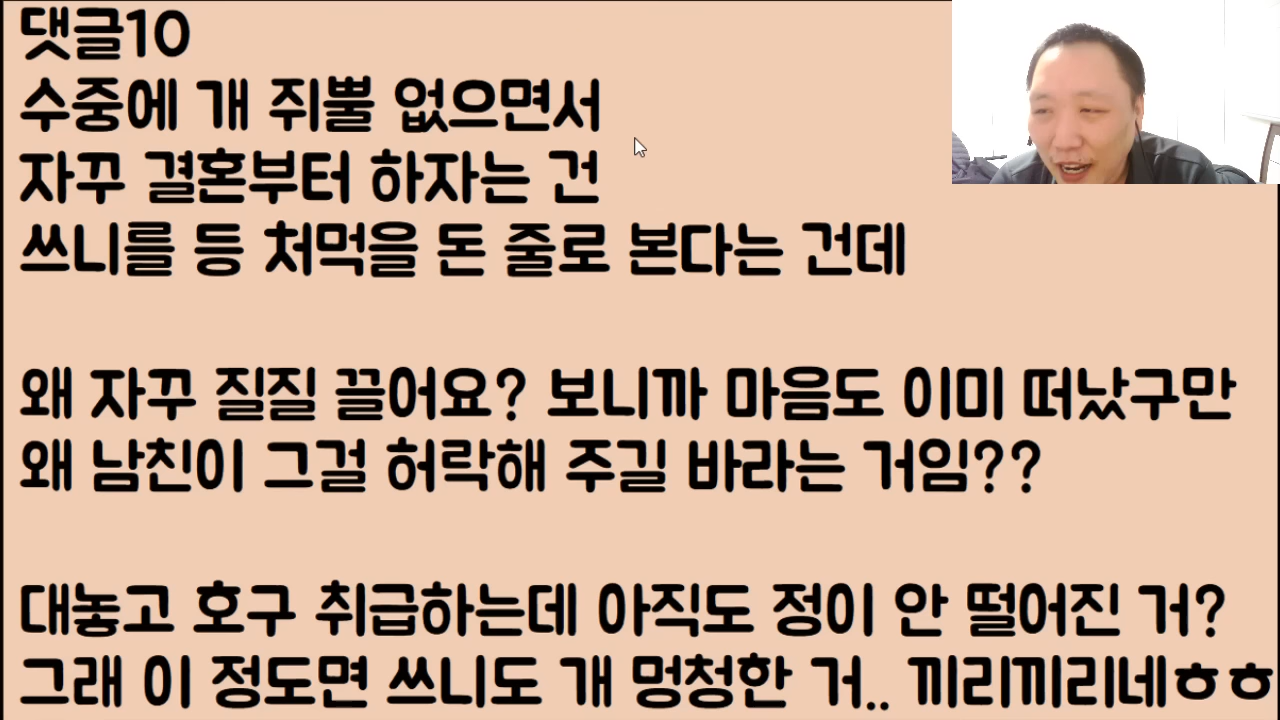 댓글10
수중에 개 쥐뿔 없으면서
자꾸 결혼부터 하자는 건
쓰니를 등 처먹을 돈 줄로 본다는 건데
왜 자꾸 질질 끌어요? 보니까 마음도 이미 떠났구만
왜 남친이 그걸 허락해 주길 바라는 거임??
대놓고 호구 취급하는데 아직도 정이 안 떨어진 거?
그래 이 정도면 쓰니도 개 멍청한 거.. 끼리끼리네ㅎㅎ